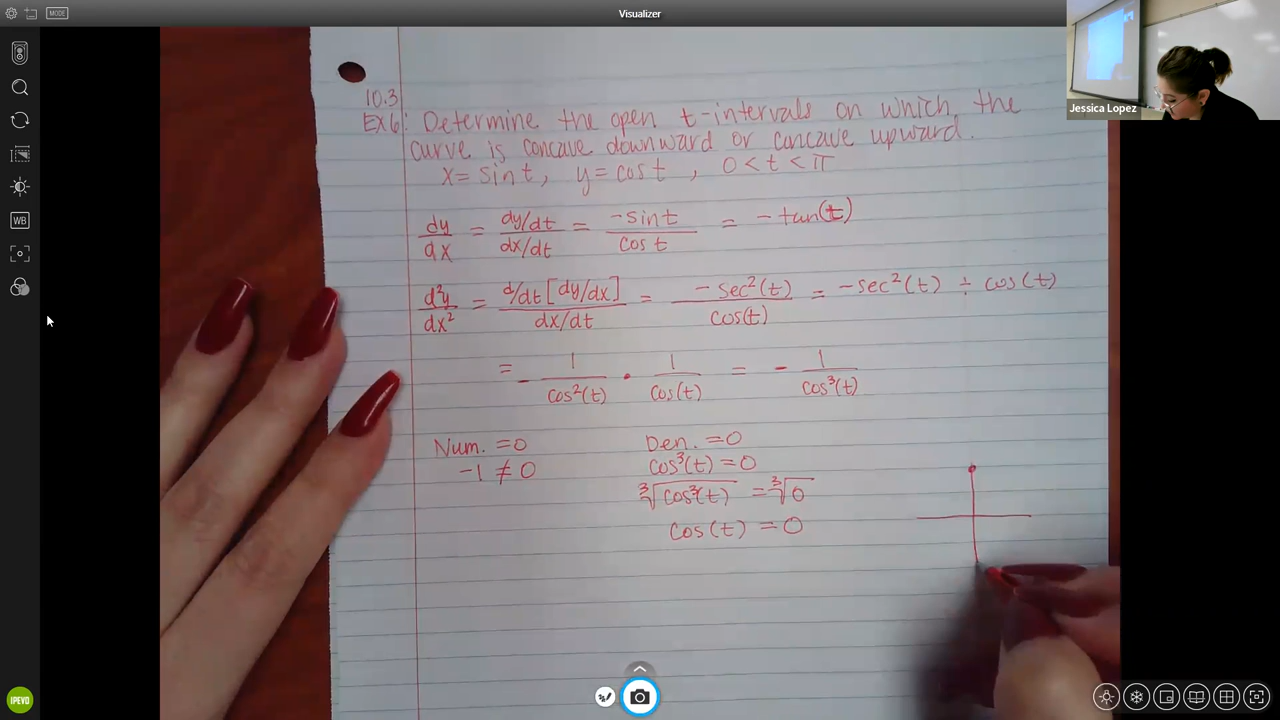 MODE
Visualizer
Jessica Lopez
10.3
Ex 6. Determine the open t-intervals on which the
curve is concave downward or concave upward.
x = sin t, y = cos t, 0 < t < π
dy/dx = (dy/dt)/(dx/dt) = (-sin t)/(cos t) = -tan(t)
d²y/dx² = (d/dt[dy/dx])/(dx/dt) = (-sec²(t))/(cos(t)) = -sec²(t) ÷ cos(t)
= -1/(cos²(t)) · 1/(cos(t)) = -1/(cos³(t))
Num. = 0 Den. = 0
-1 ≠ 0 cos³(t) = 0
∛(cos³(t)) = ∛0
cos(t) = 0
WB
IPEVO